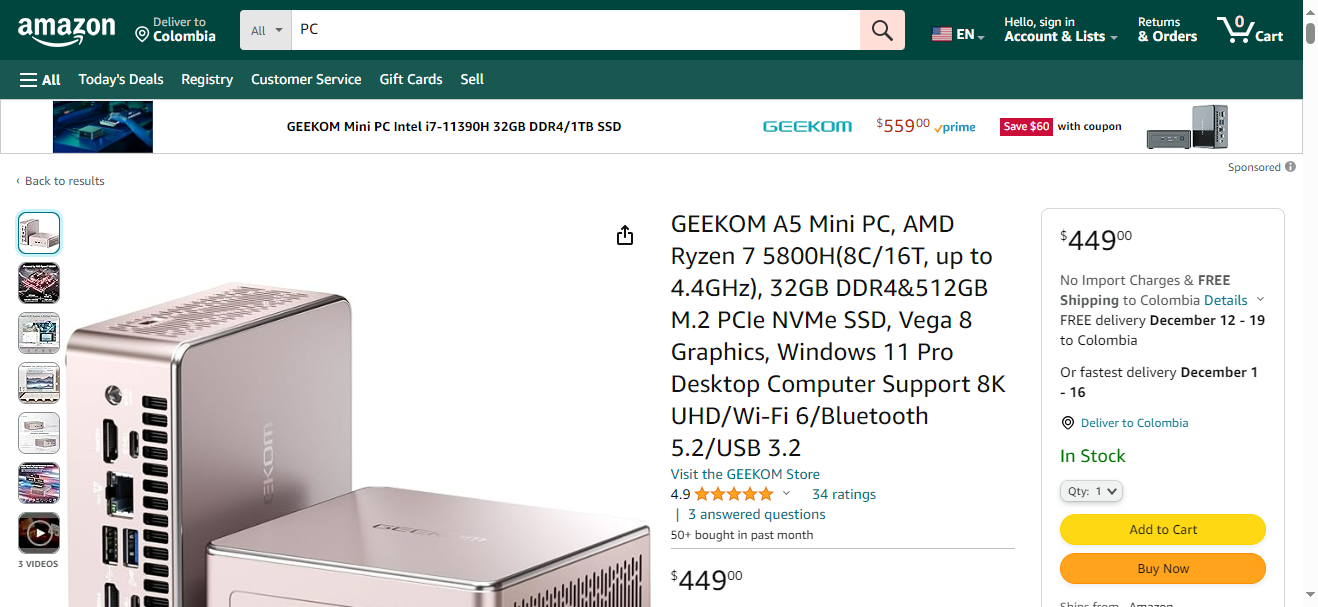 amazon
Deliver to
Colombia
All
PC
EN
Hello, sign in
Account & Lists
Returns
& Orders
0
Cart
All
Today's Deals
Registry
Customer Service
Gift Cards
Sell
GEEKOM Mini PC Intel i7-11390H 32GB DDR4/1TB SSD
GEEKOM
$55900
prime
Save $60 with coupon
Sponsored
‹ Back to results
3 VIDEOS
EKOM
GEEKOM
GEEKOM A5 Mini PC, AMD
Ryzen 7 5800H(8C/16T, up to
4.4GHz), 32GB DDR4&512GB
M.2 PCIe NVMe SSD, Vega 8
Graphics, Windows 11 Pro
Desktop Computer Support 8K
UHD/Wi-Fi 6/Bluetooth
5.2/USB 3.2
Visit the GEEKOM Store
4.9 34 ratings
| 3 answered questions
50+ bought in past month
$44900
$44900
No Import Charges & FREE
Shipping to Colombia Details
FREE delivery December 12 - 19
to Colombia
Or fastest delivery December 1
- 16
Deliver to Colombia
In Stock
Qty: 1
Add to Cart
Buy Now
Ships from Amazon